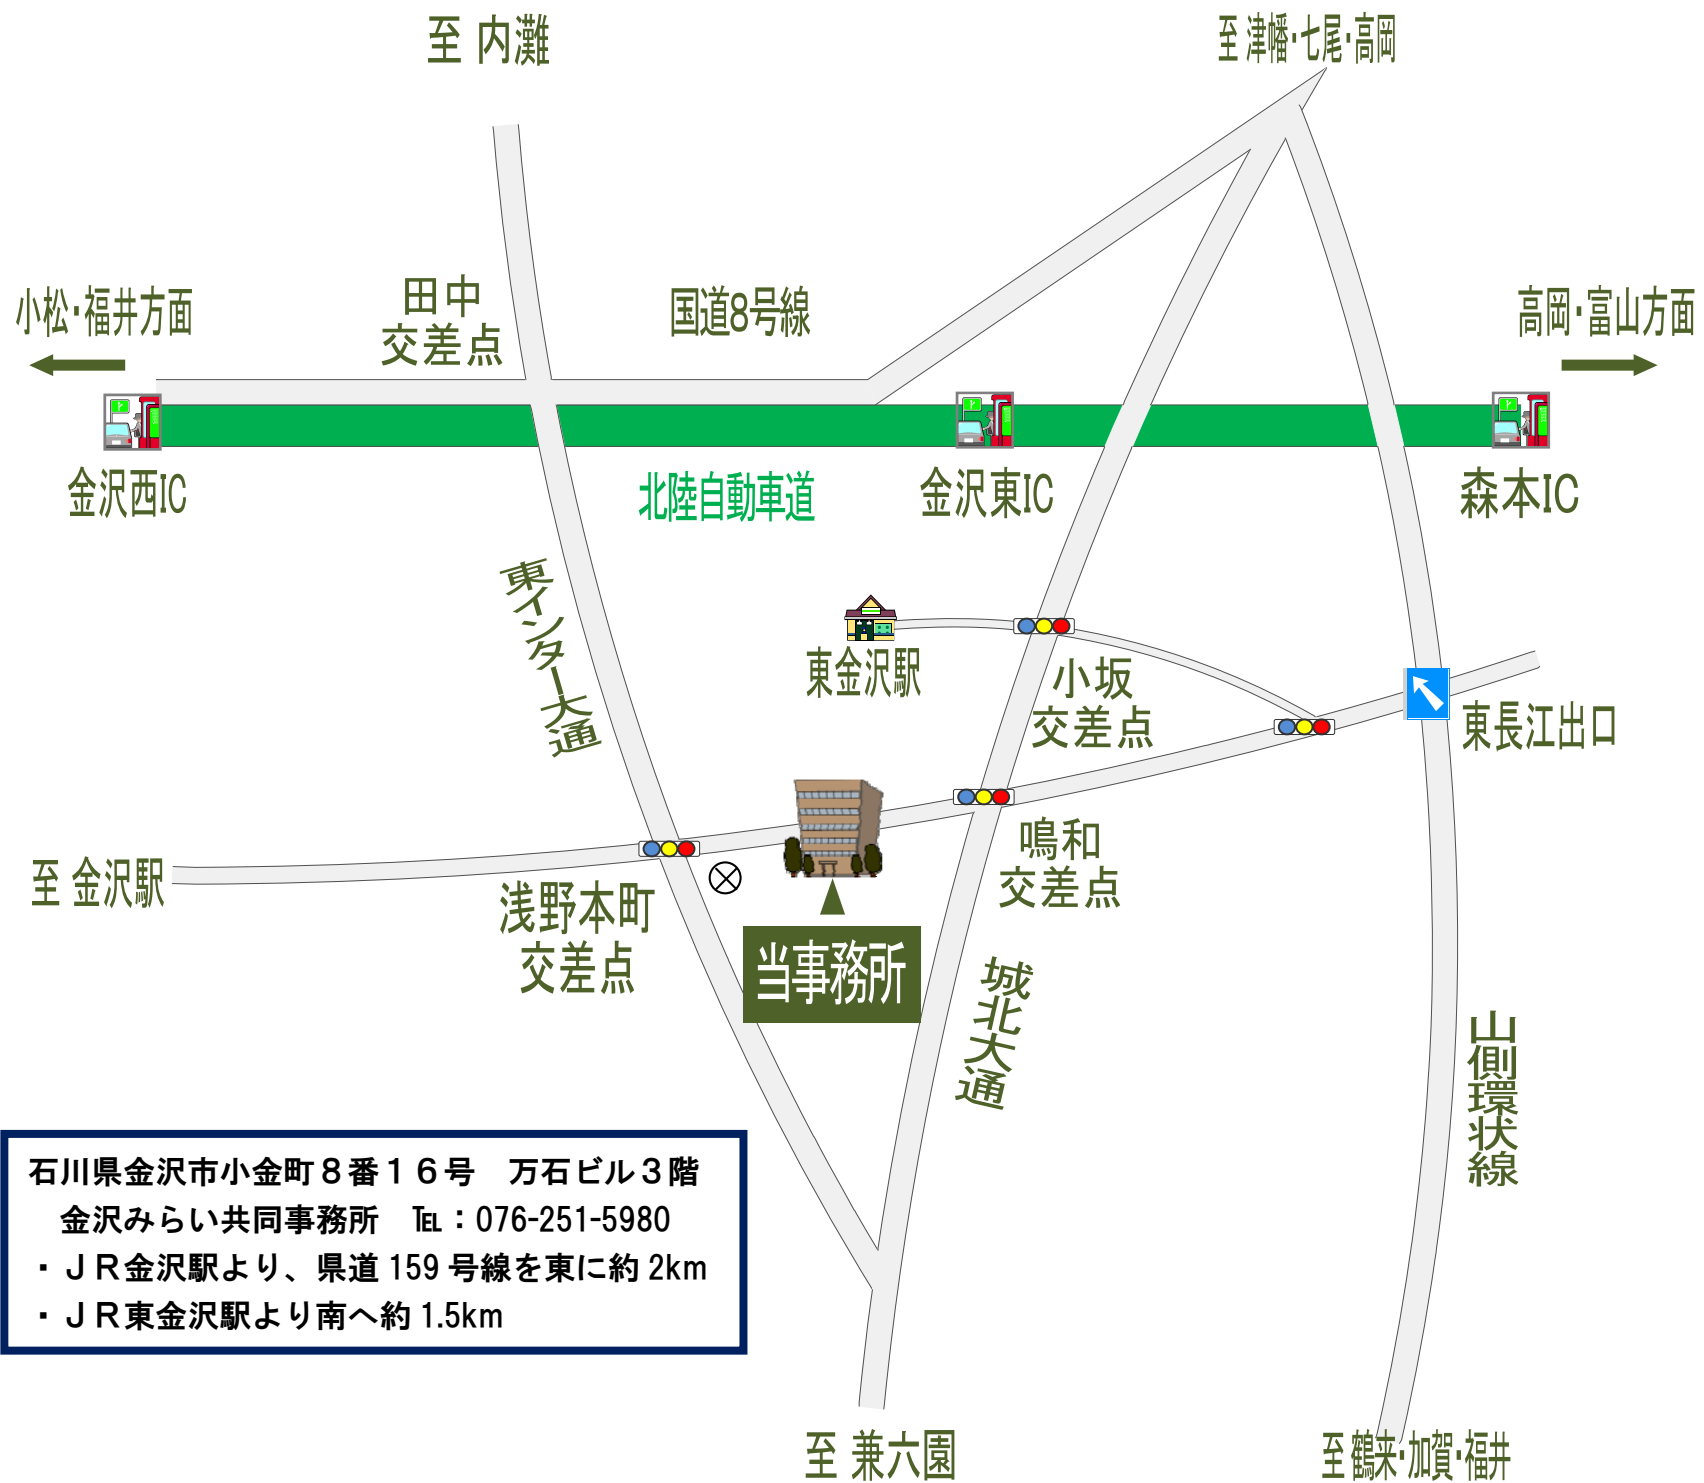 至 内灘
至 津幡・七尾・高岡
田中
交差点
国道8号線
小松・福井方面
高岡・富山方面
金沢西IC
北陸自動車道
金沢東IC
森本IC
東インター大通
東金沢駅
小坂
交差点
東長江出口
鳴和
交差点
至 金沢駅
浅野本町
交差点
当事務所
城北大通
山側環状線
石川県金沢市小金町８番１６号　万石ビル３階
金沢みらい共同事務所　℡：076-251-5980
・ＪＲ金沢駅より、県道 159 号線を東に約 2km
・ＪＲ東金沢駅より南へ約 1.5km
至 兼六園
至 鶴来・加賀・福井